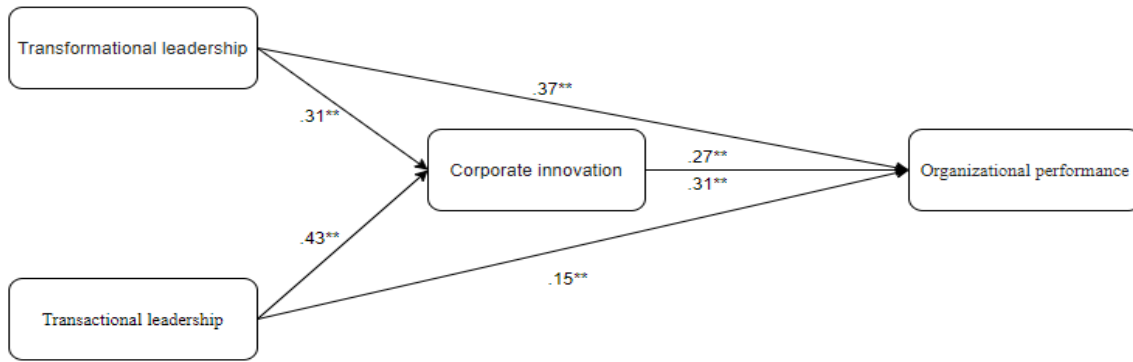 Transformational leadership
.37**
.31**
Corporate innovation
.27**
.31**
Organizational performance
.43**
.15**
Transactional leadership